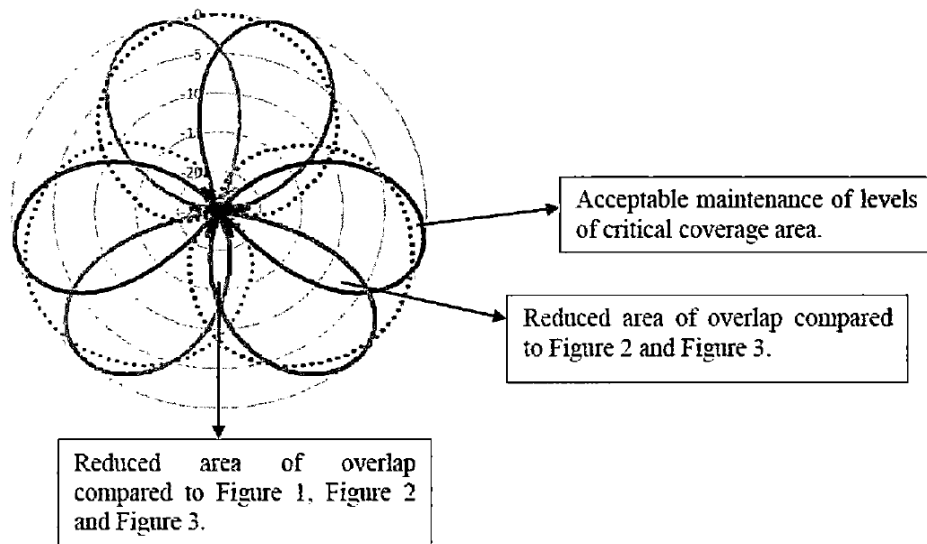 0
-5
-10
-15
-20
Acceptable maintenance of levels
of critical coverage area.
Reduced area of overlap compared
to Figure 2 and Figure 3.
Reduced area of overlap
compared to Figure 1, Figure 2
and Figure 3.